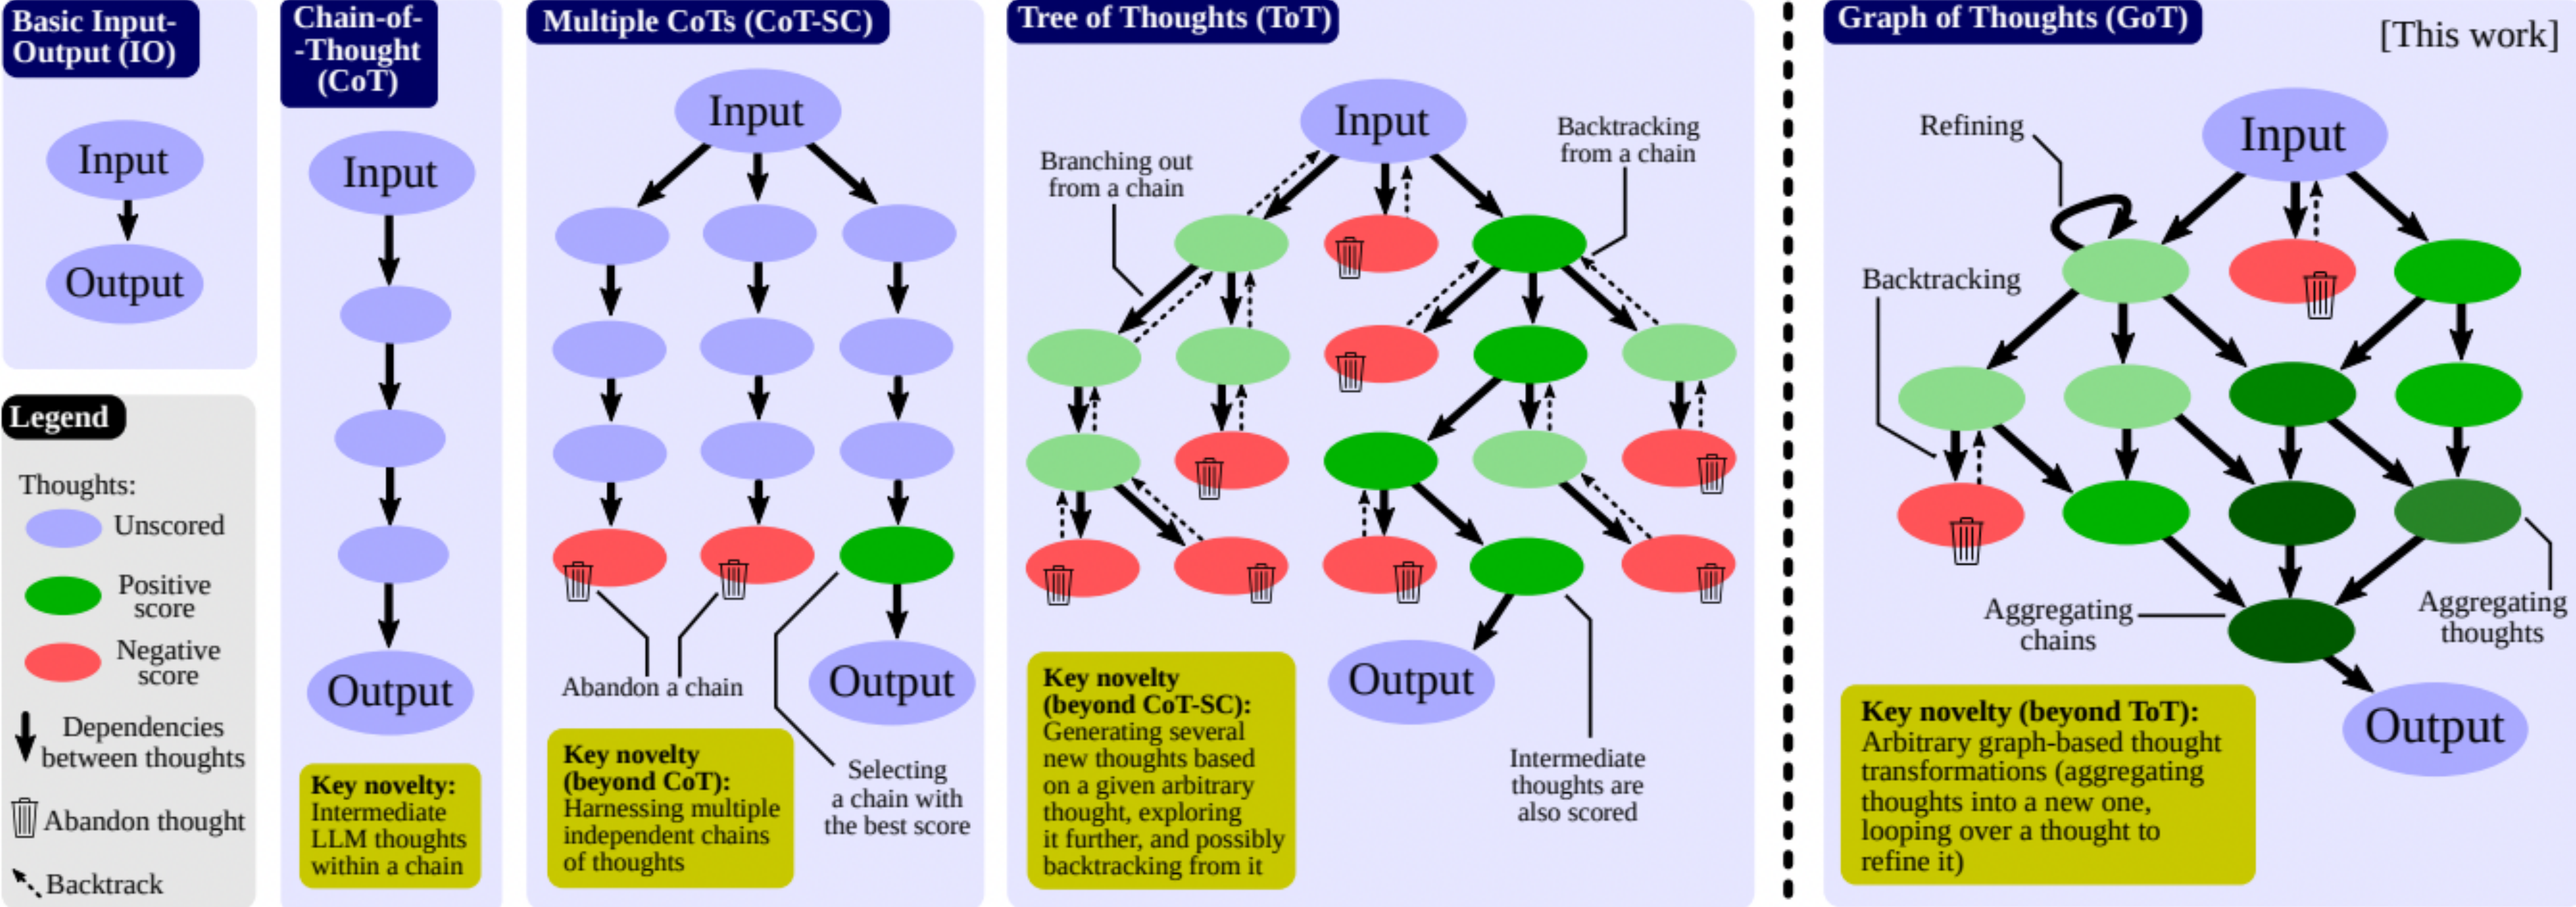 Basic Input-
Output (IO)
Input
Output
Legend
Thoughts:
Unscored
Positive
score
Negative
score
Dependencies
between thoughts
Abandon thought
Backtrack
Chain-of-
-Thought
(CoT)
Input
Output
Key novelty:
Intermediate
LLM thoughts
within a chain
Multiple CoTs (CoT-SC)
Input
Abandon a chain
Output
Key novelty
(beyond CoT):
Harnessing multiple
independent chains
of thoughts
Selecting
a chain with
the best score
Tree of Thoughts (ToT)
Input
Branching out
from a chain
Backtracking
from a chain
Output
Key novelty
(beyond CoT-SC):
Generating several
new thoughts based
on a given arbitrary
thought, exploring
it further, and possibly
backtracking from it
Intermediate
thoughts are
also scored
Graph of Thoughts (GoT)
[This work]
Refining
Input
Backtracking
Aggregating
chains
Aggregating
thoughts
Output
Key novelty (beyond ToT):
Arbitrary graph-based thought
transformations (aggregating
thoughts into a new one,
looping over a thought to
refine it)